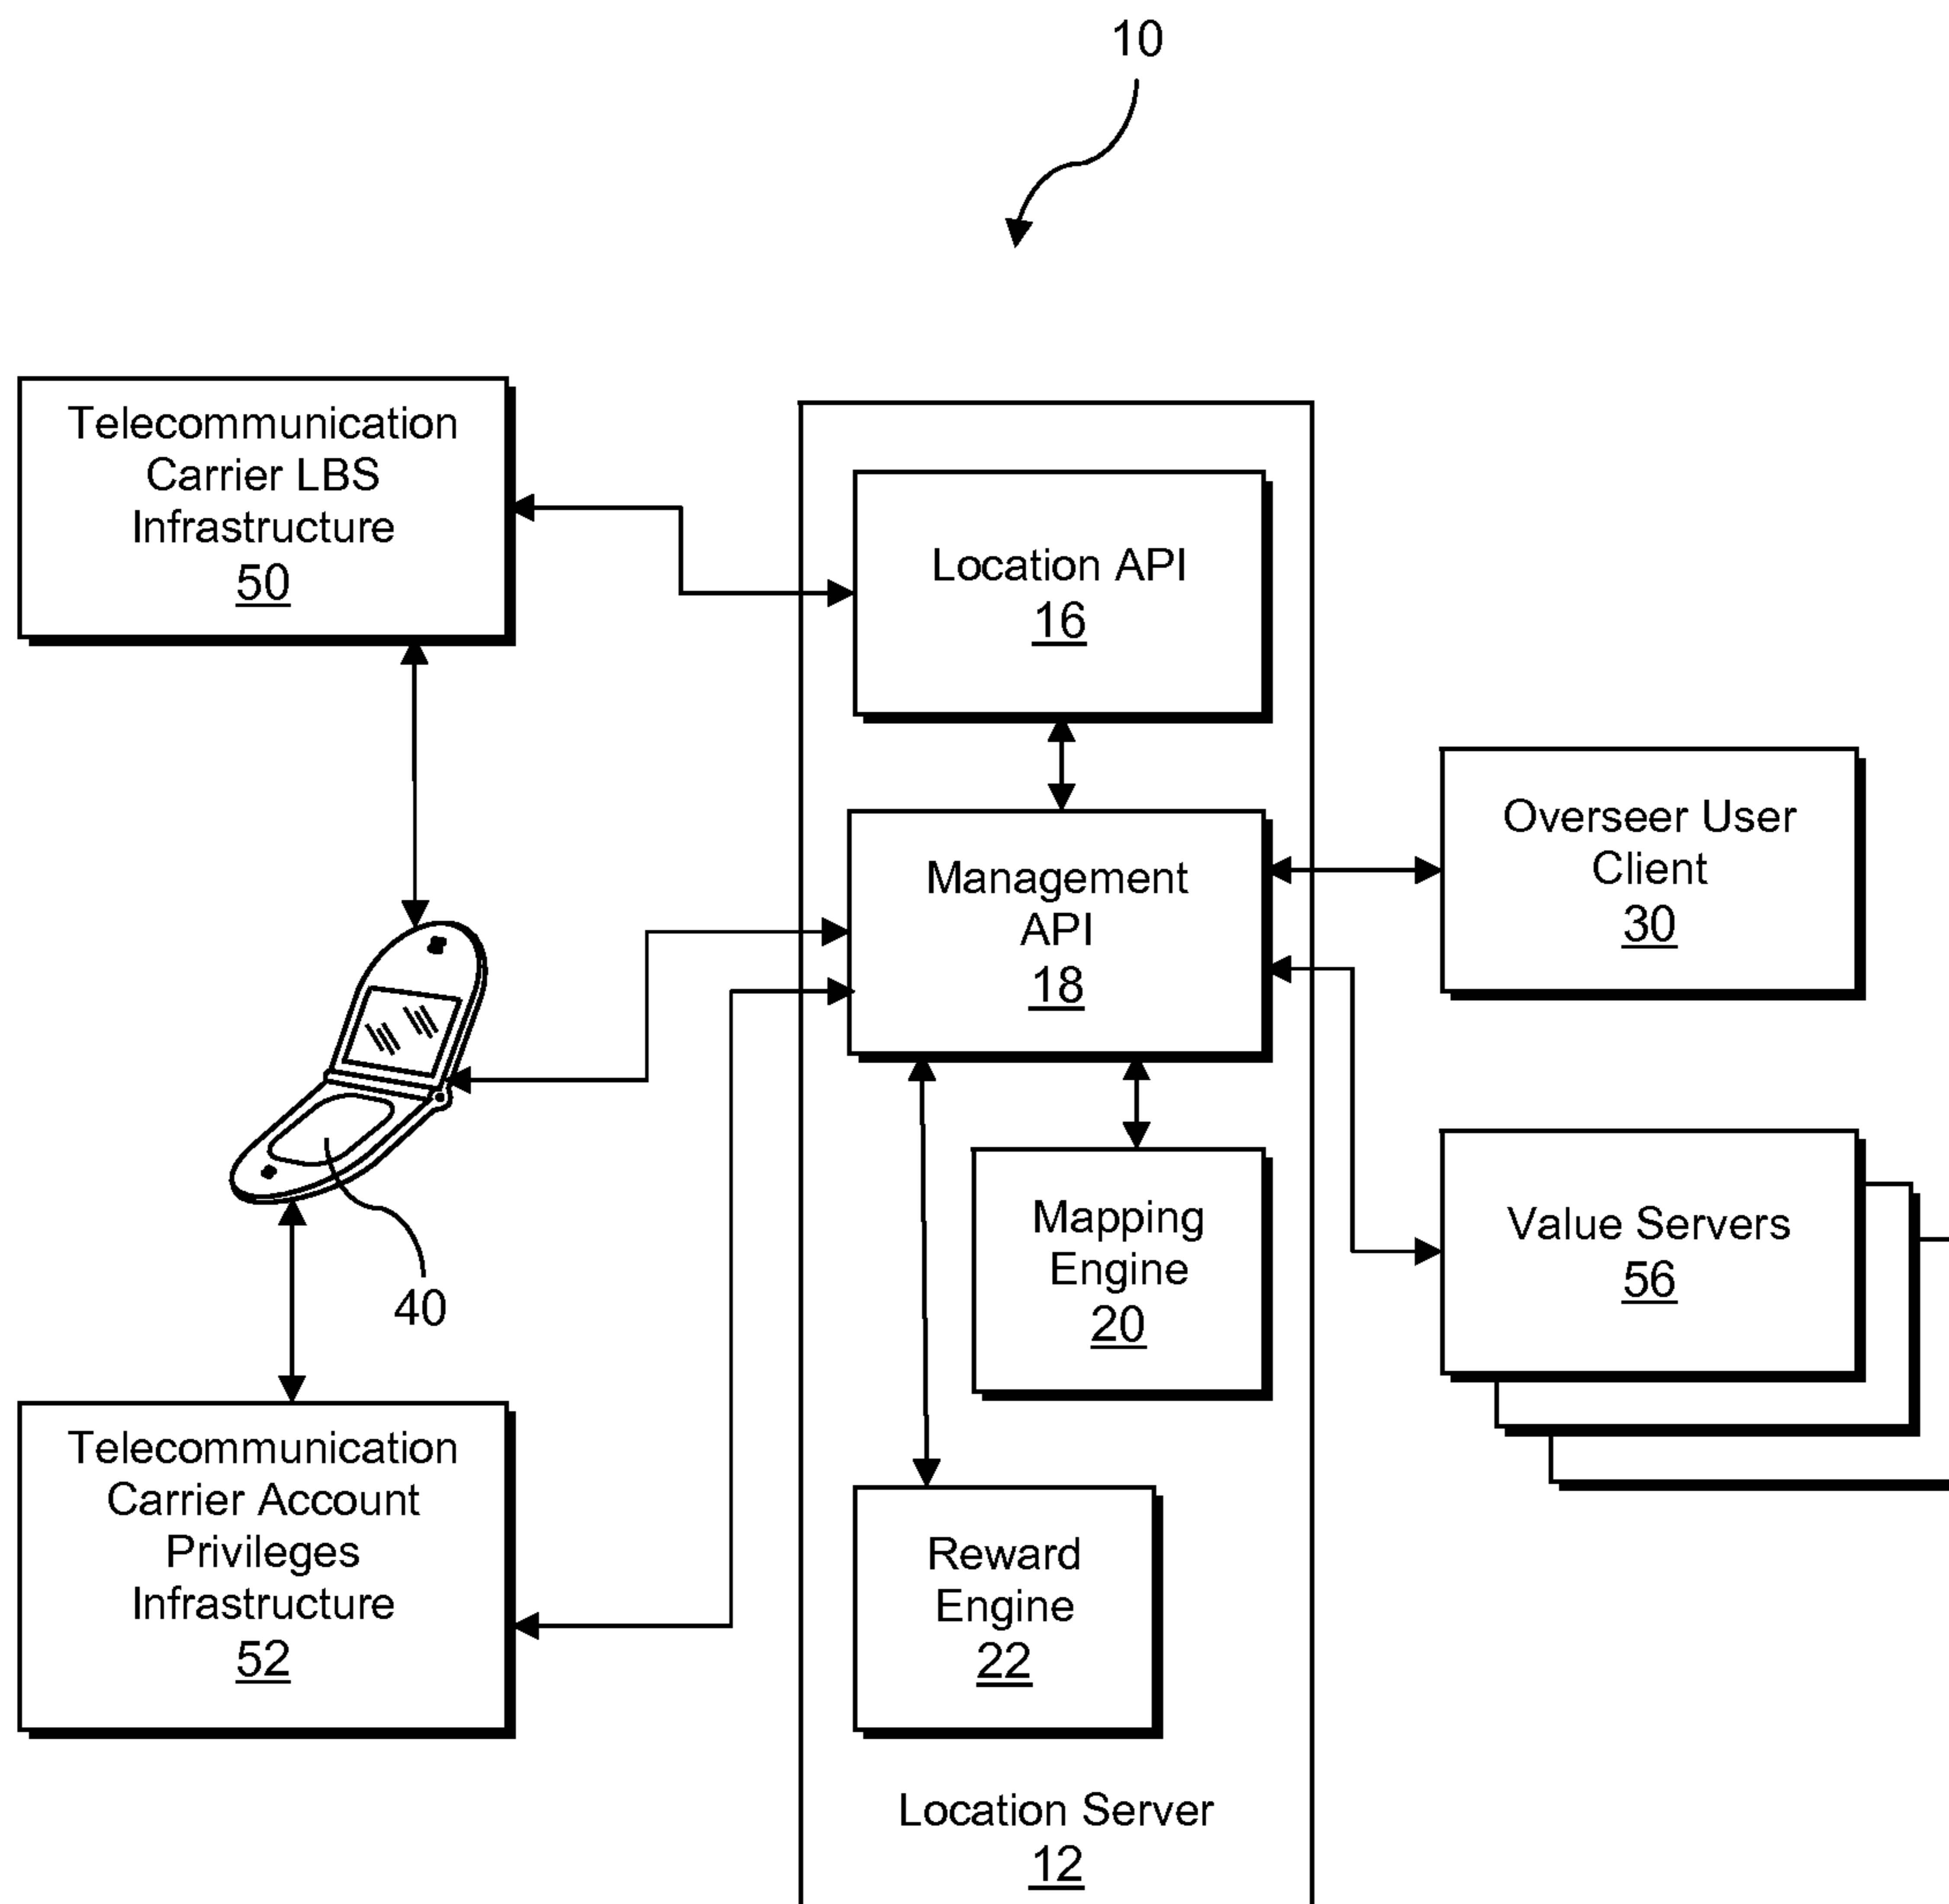 10
Telecommunication
Carrier LBS
Infrastructure
50
Location API
16
Management
API
18
Overseer User
Client
30
Mapping
Engine
20
Value Servers
56
40
Telecommunication
Carrier Account
Privileges
Infrastructure
52
Reward
Engine
22
Location Server
12